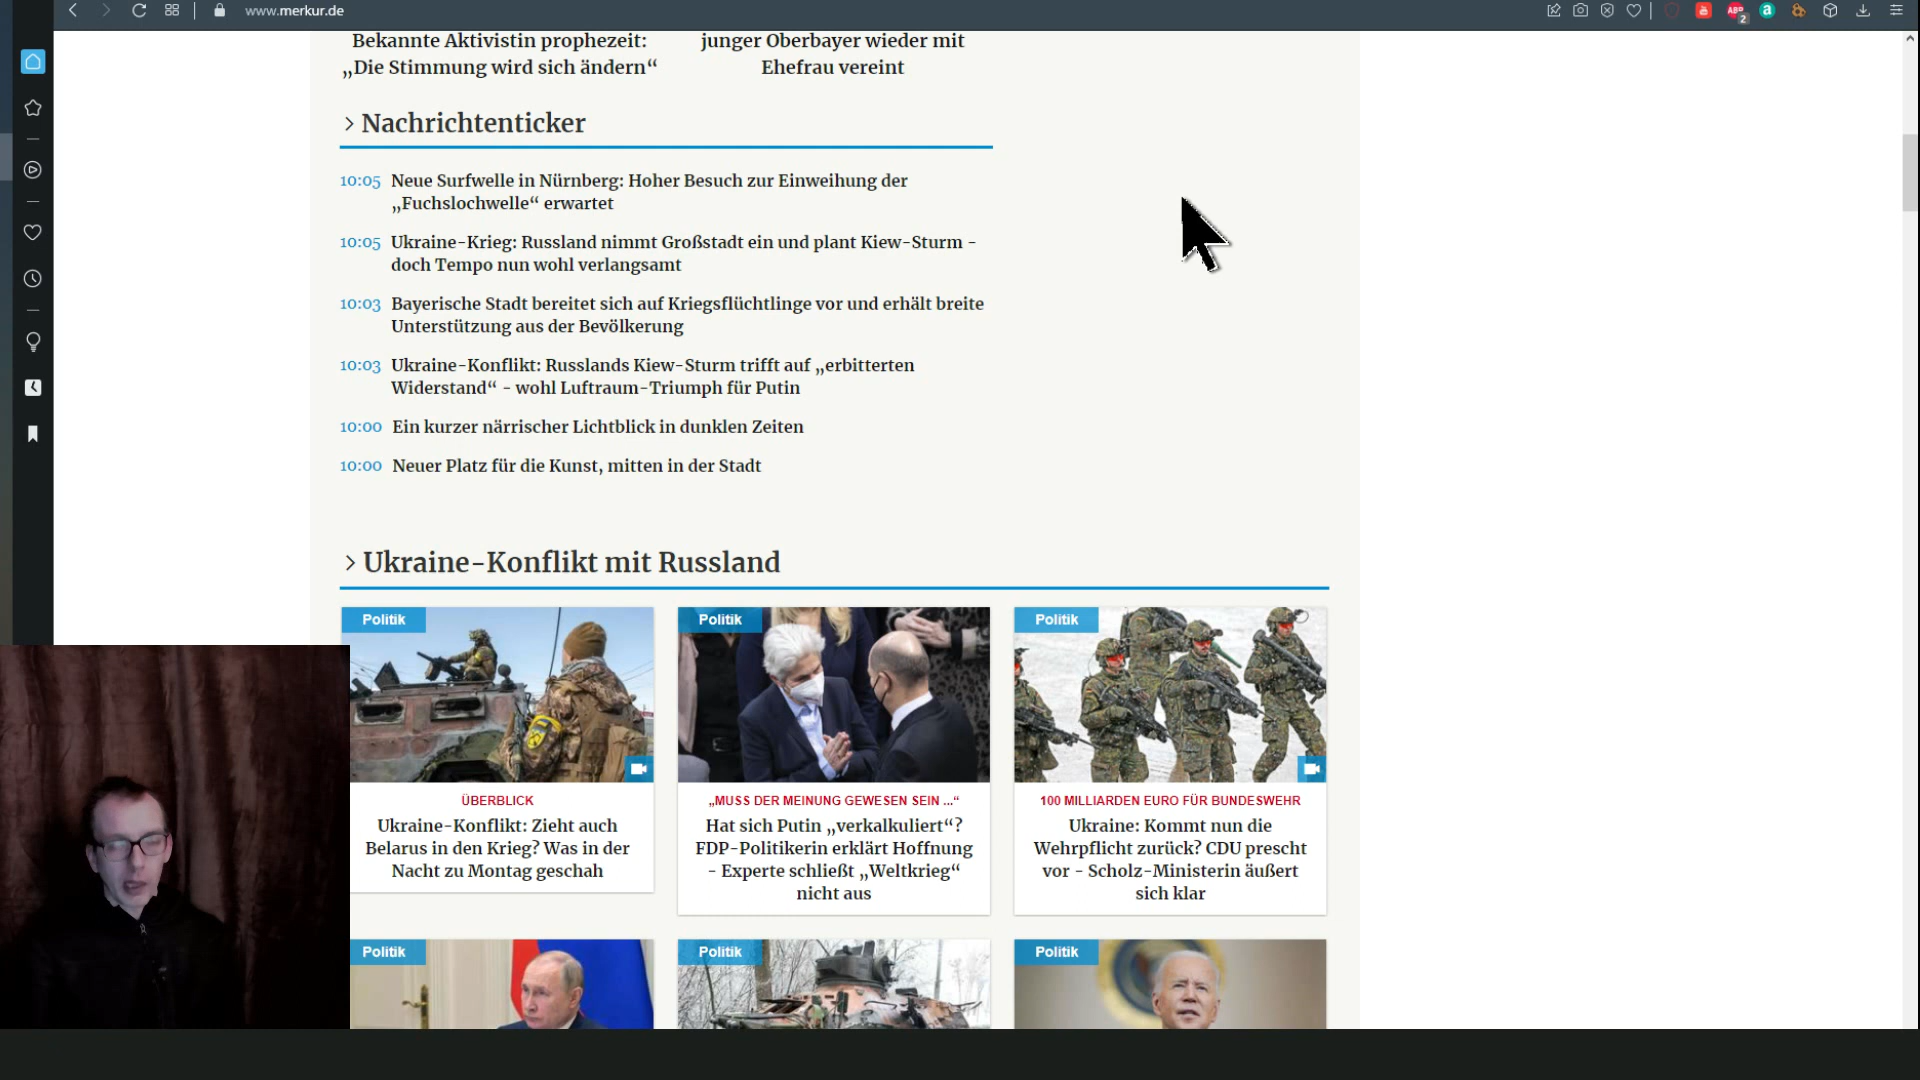 www.merkur.de
ABP
2
a
Bekannte Aktivistin prophezeit:
„Die Stimmung wird sich ändern“
junger Oberbayer wieder mit
Ehefrau vereint
Nachrichtenticker
10:05 Neue Surfwelle in Nürnberg: Hoher Besuch zur Einweihung der
„Fuchslochwelle“ erwartet
10:05 Ukraine-Krieg: Russland nimmt Großstadt ein und plant Kiew-Sturm -
doch Tempo nun wohl verlangsamt
10:03 Bayerische Stadt bereitet sich auf Kriegsflüchtlinge vor und erhält breite
Unterstützung aus der Bevölkerung
10:03 Ukraine-Konflikt: Russlands Kiew-Sturm trifft auf „erbitterten
Widerstand“ - wohl Luftraum-Triumph für Putin
10:00 Ein kurzer närrischer Lichtblick in dunklen Zeiten
10:00 Neuer Platz für die Kunst, mitten in der Stadt
Ukraine-Konflikt mit Russland
Politik
ÜBERBLICK
Ukraine-Konflikt: Zieht auch
Belarus in den Krieg? Was in der
Nacht zu Montag geschah
Politik
„MUSS DER MEINUNG GEWESEN SEIN ...“
Hat sich Putin „verkalkuliert“?
FDP-Politikerin erklärt Hoffnung
- Experte schließt „Weltkrieg“
nicht aus
Politik
100 MILLIARDEN EURO FÜR BUNDESWEHR
Ukraine: Kommt nun die
Wehrpflicht zurück? CDU prescht
vor - Scholz-Ministerin äußert
sich klar
Politik
Politik
Politik